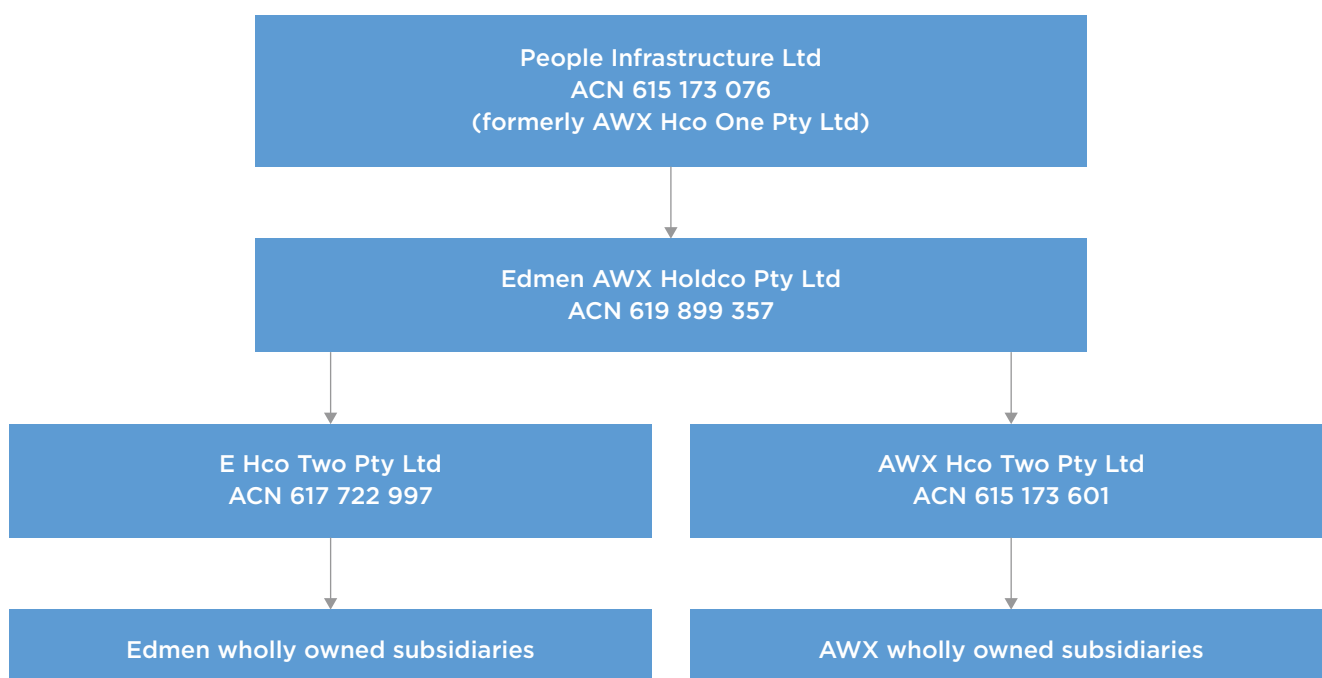 People Infrastructure Ltd
ACN 615 173 076
(formerly AWX Hco One Pty Ltd)
Edmen AWX Holdco Pty Ltd
ACN 619 899 357
E Hco Two Pty Ltd
ACN 617 722 997
AWX Hco Two Pty Ltd
ACN 615 173 601
Edmen wholly owned subsidiaries
AWX wholly owned subsidiaries